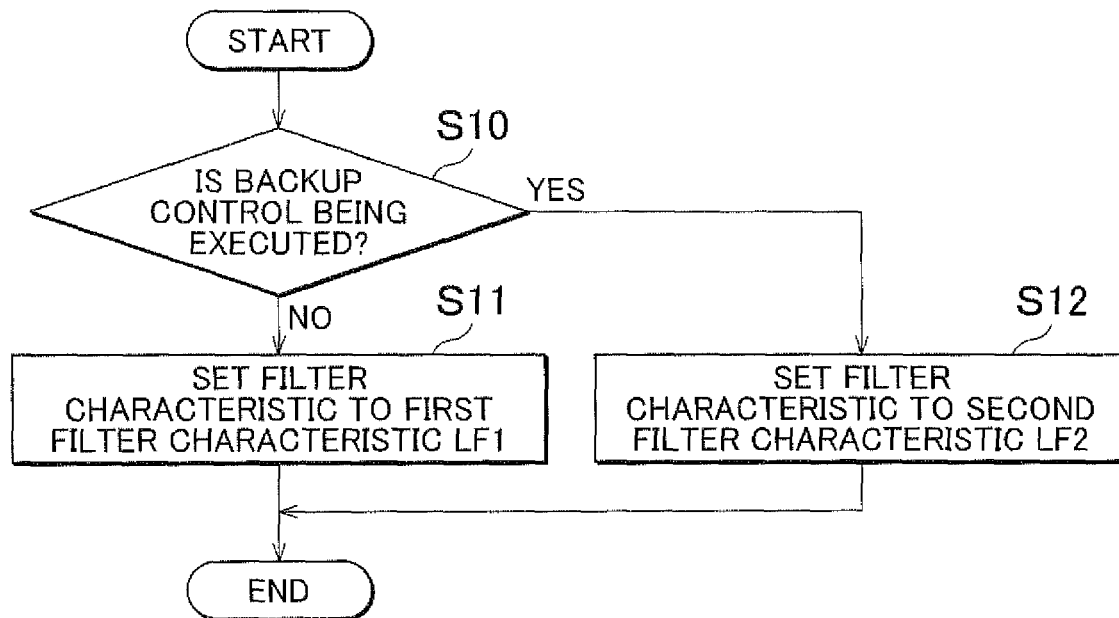 START
S10
IS BACKUP
CONTROL BEING
EXECUTED?
YES
NO
S11
SET FILTER
CHARACTERISTIC TO FIRST
FILTER CHARACTERISTIC LF1
S12
SET FILTER
CHARACTERISTIC TO SECOND
FILTER CHARACTERISTIC LF2
END